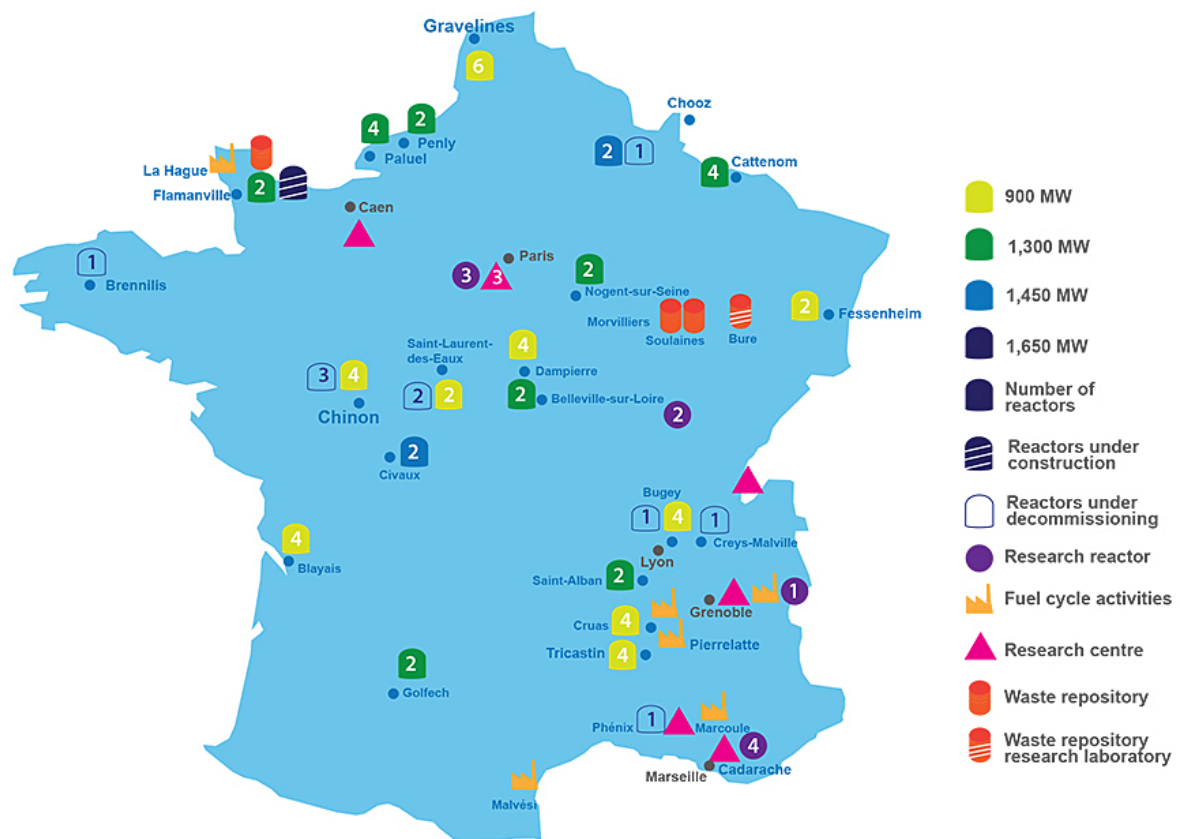 Gravelines
6
Chooz
4
2
Penly
Paluel
2
1
4
Cattenom
La Hague
Flamanville
2
Caen
1
Brennilis
Paris
3
3
2
Nogent-sur-Seine
Morvilliers
Soulaines
Bure
2
Fessenheim
Saint-Laurent-
des-Eaux
4
Dampierre
3
4
Chinon
2
2
2
Belleville-sur-Loire
2
2
Civaux
Bugey
1
4
1
Creys-Malville
Lyon
4
Blayais
Saint-Alban
2
Grenoble
1
Cruas
4
Tricastin
4
Pierrelatte
2
Golfech
Phénix
1
Marcoule
4
Marseille
Cadarache
Malvési
900 MW
1,300 MW
1,450 MW
1,650 MW
Number of
reactors
Reactors under
construction
Reactors under
decommissioning
Research reactor
Fuel cycle activities
Research centre
Waste repository
Waste repository
research laboratory